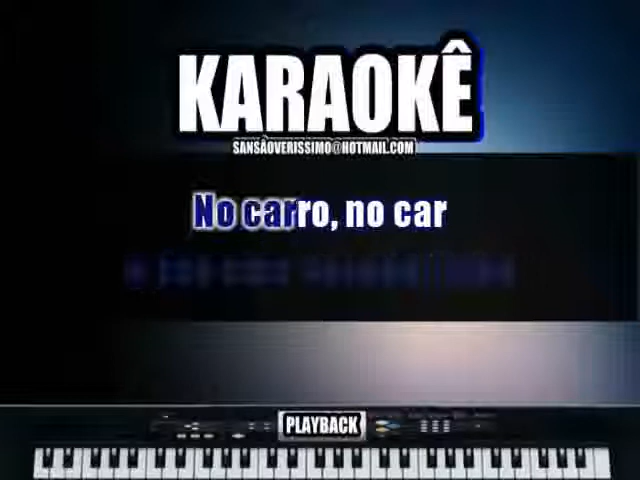 KARAOKÊ
SANSÃOVERISSIMO@HOTMAIL.COM
No carro, no car
PLAYBACK